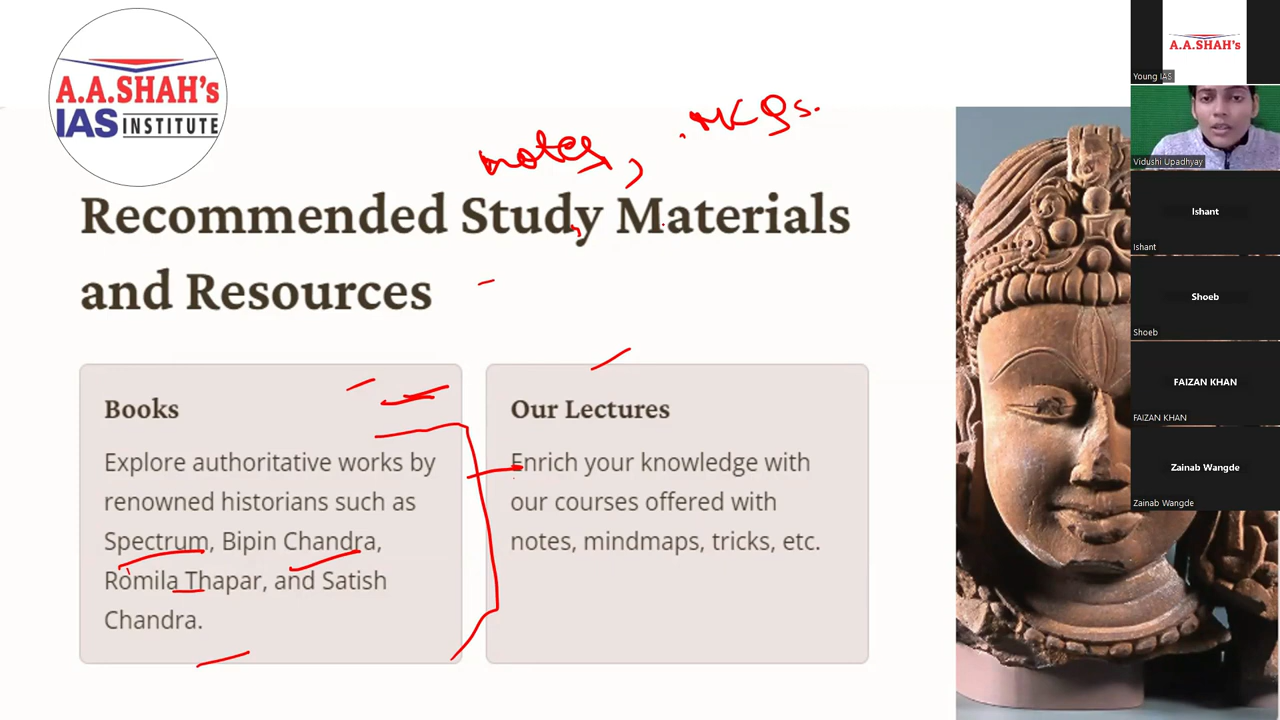 A.A.SHAH's
IAS INSTITUTE
notes, MCQs.
Recommended Study Materials
and Resources
Books
Explore authoritative works by
renowned historians such as
Spectrum, Bipin Chandra,
Romila Thapar, and Satish
Chandra.
Our Lectures
Enrich your knowledge with
our courses offered with
notes, mindmaps, tricks, etc.
A.A.SHAH's
Young IAS
Vidushi Upadhyay
Ishant
Ishant
Shoeb
Shoeb
FAIZAN KHAN
FAIZAN KHAN
Zainab Wangde
Zainab Wangde